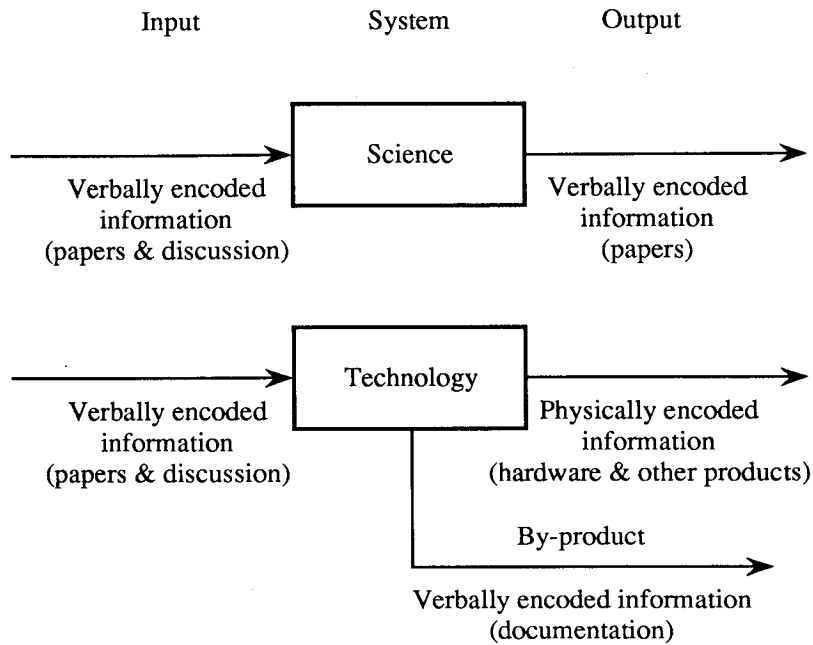 Input System Output
Science
Verbally encoded
information
(papers & discussion)
Verbally encoded
information
(papers)
Technology
Verbally encoded
information
(papers & discussion)
Physically encoded
information
(hardware & other products)
By-product
Verbally encoded information
(documentation)